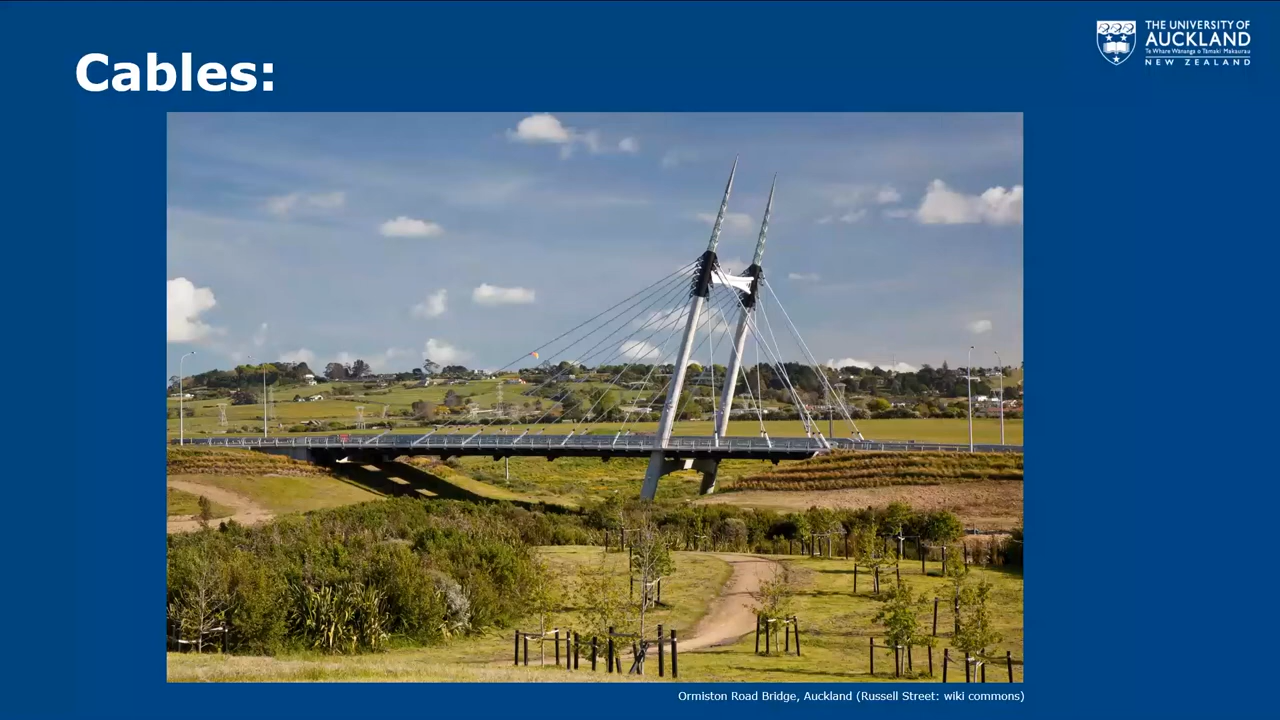 THE UNIVERSITY OF
AUCKLAND
Te Whare Wānanga o Tāmaki Makaurau
NEW ZEALAND
Cables:
Ormiston Road Bridge, Auckland (Russell Street: wiki commons)